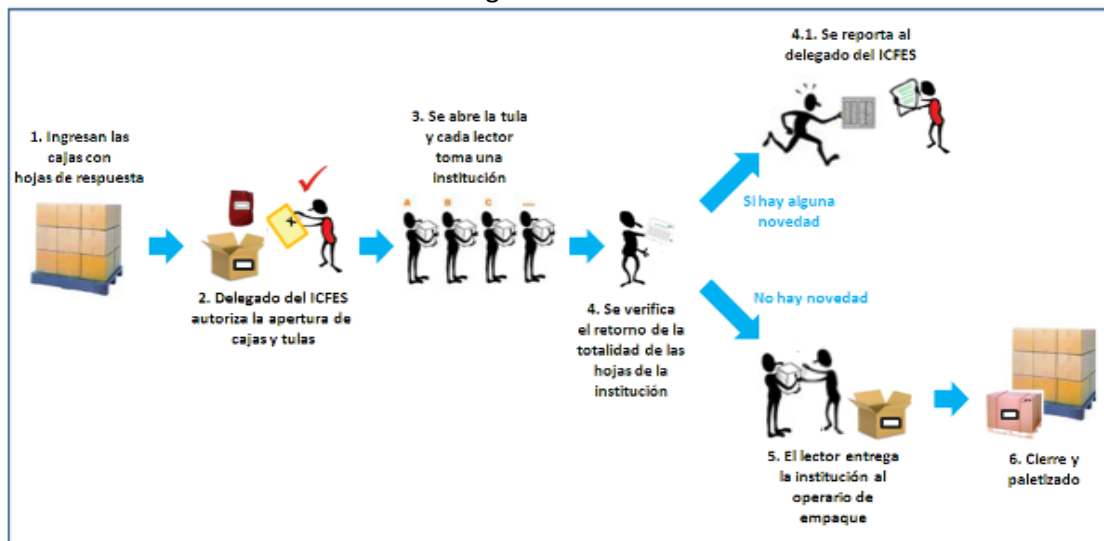 1. Ingresan las
cajas con
hojas de respuesta
2. Delegado del ICFES
autoriza la apertura de
cajas y tulas
3. Se abre la tula
y cada lector
toma una
institución
A B C
4. Se verifica
el retorno de la
totalidad de las
hojas de la
institución
Si hay alguna
novedad
4.1. Se reporta al
delegado del ICFES
No hay novedad
5. El lector entrega
la institución al
operario de
empaque
6. Cierre y
paletizado